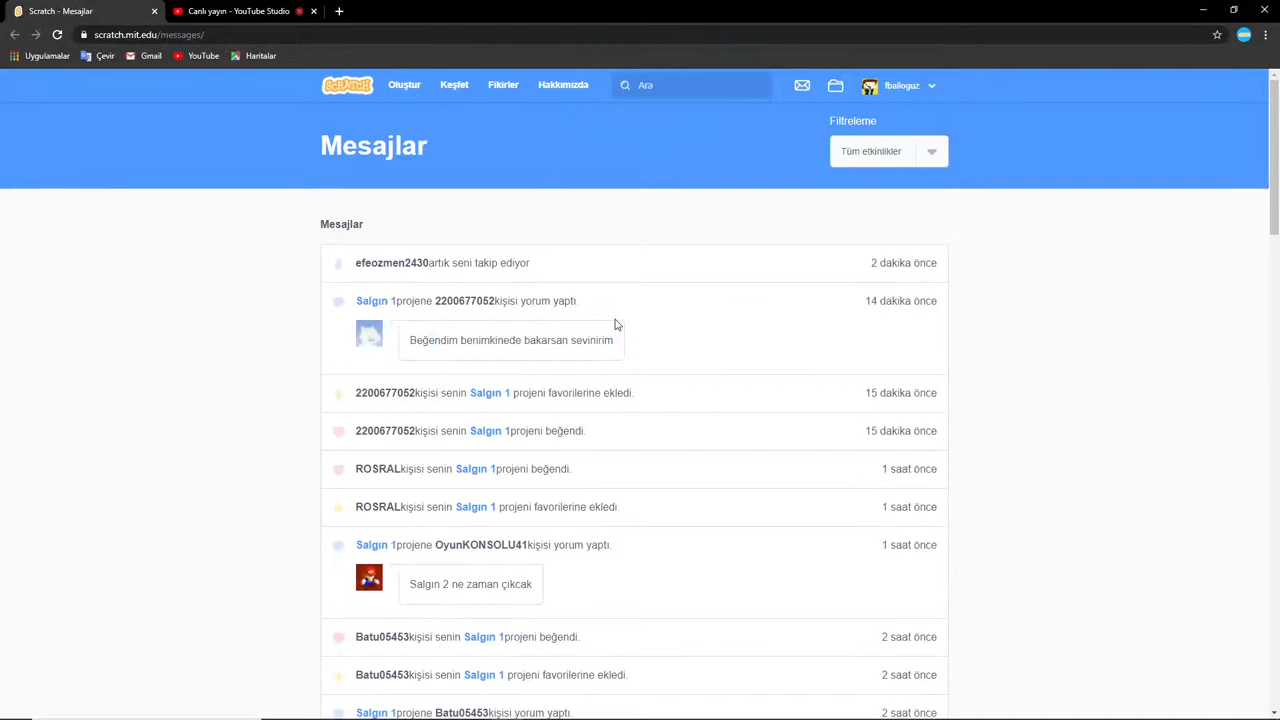 Scratch - Mesajlar
Canlı yayın - YouTube Studio
scratch.mit.edu/messages/
Uygulamalar Çevir Gmail YouTube Haritalar
SCRATCH Oluştur Keşfet Fikirler Hakkımızda Ara fbalioguz
Filtreleme
Mesajlar
Tüm etkinlikler
Mesajlar
efeozmen2430artık seni takip ediyor 2 dakika önce
Salgın 1projene 2200677052kişisi yorum yaptı. 14 dakika önce
Beğendim benimkinede bakarsan sevinirim
2200677052kişisi senin Salgın 1 projeni favorilerine ekledi. 15 dakika önce
2200677052kişisi senin Salgın 1projeni beğendi. 15 dakika önce
ROSRALkişisi senin Salgın 1projeni beğendi. 1 saat önce
ROSRALkişisi senin Salgın 1 projeni favorilerine ekledi. 1 saat önce
Salgın 1projene OyunKONSOLU41kişisi yorum yaptı. 1 saat önce
Salgın 2 ne zaman çıkcak
Batu05453kişisi senin Salgın 1projeni beğendi. 2 saat önce
Batu05453kişisi senin Salgın 1 projeni favorilerine ekledi. 2 saat önce
Salgın 1projene Batu05453kişisi yorum yaptı. 2 saat önce